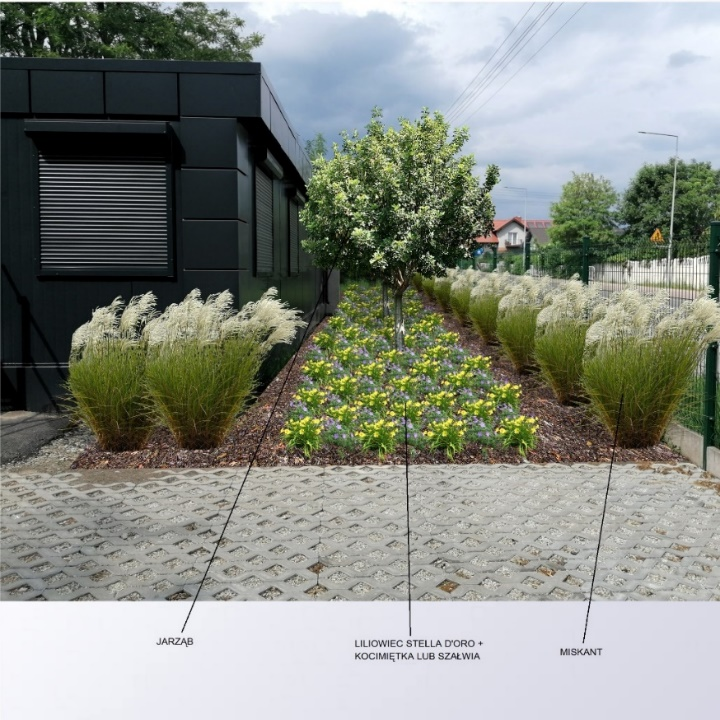 JARZĄB
LILIOWIEC STELLA D'ORO +
KOCIMIĘTKA LUB SZAŁWIA
MISKANT